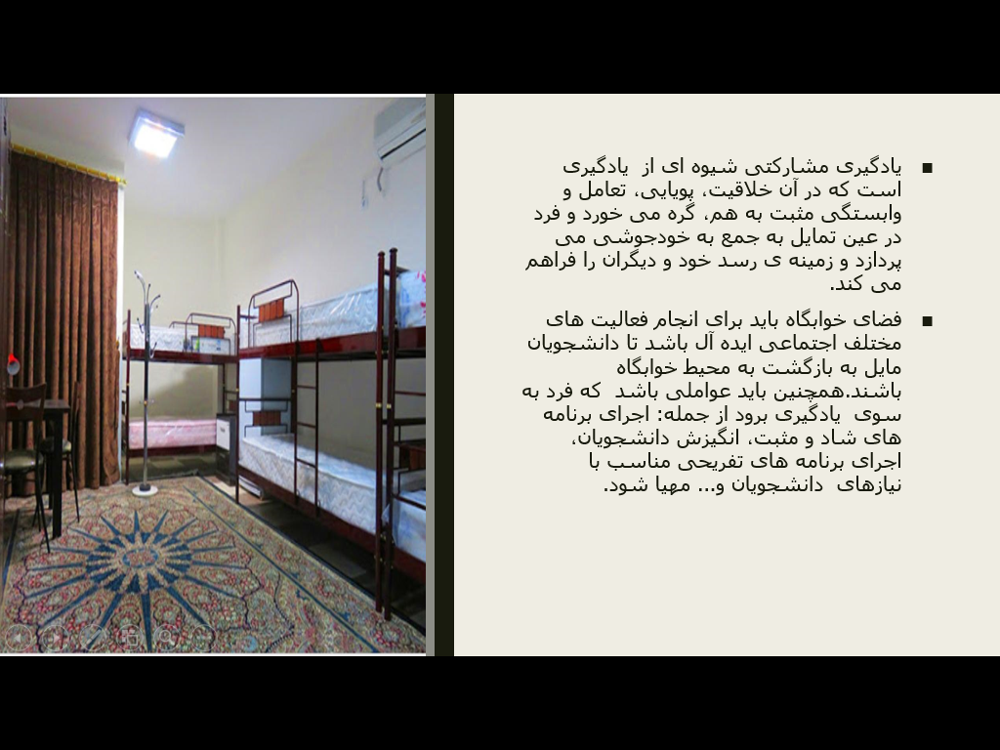 ▪ یادگیری مشارکتی شیوه ای از یادگیری
است که در آن خلاقیت، پویایی، تعامل و
وابستگی مثبت به هم، گره می خورد و فرد
در عین تمایل به جمع به خودجوشی می
پردازد و زمینه ی رسد خود و دیگران را فراهم
می کند.
▪ فضای خوابگاه باید برای انجام فعالیت های
مختلف اجتماعی ایده آل باشد تا دانشجویان
مایل به بازگشت به محیط خوابگاه
باشند.همچنین باید عواملی باشد که فرد به
سوی یادگیری برود از جمله: اجرای برنامه
های شاد و مثبت، انگیزش دانشجویان،
اجرای برنامه های تفریحی مناسب با
نیازهای دانشجویان و... مهیا شود.